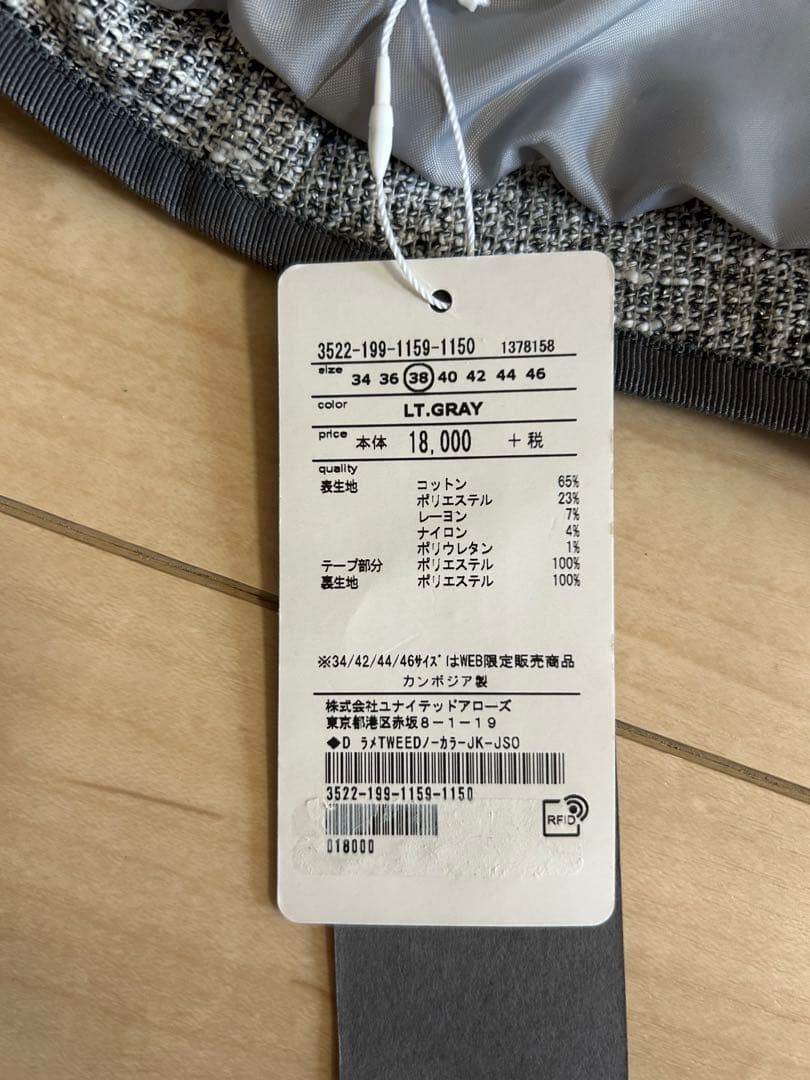 3522-199-1159-1150 1378158
size 34 36 38 40 42 44 46
color LT.GRAY
price 本体 18,000 +税
quality
表生地 コットン 65%
ポリエステル 23%
レーヨン 7%
ナイロン 4%
ポリウレタン 1%
テープ部分 ポリエステル 100%
裏生地 ポリエステル 100%
※34/42/44/46ｻｲｽﾞはWEB限定販売商品
カンボジア製
株式会社ユナイテッドアローズ
東京都港区赤坂8-1-19
◆D ﾗﾒTWEEDﾉｰｶﾗｰJK-JSO
3522-199-1159-1150
RFID
018000